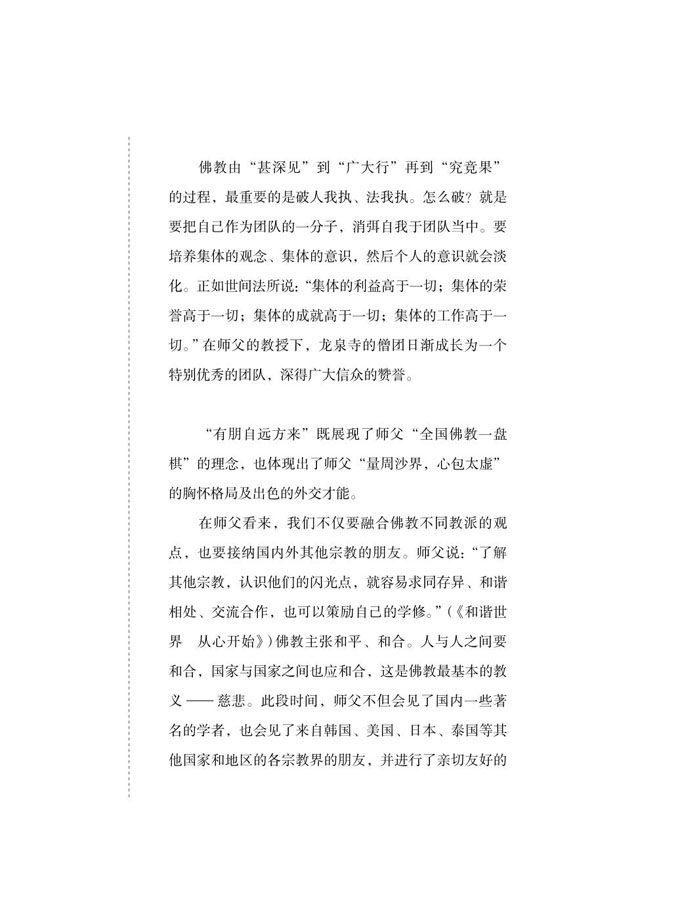 佛教由“甚深见”到“广大行”再到“究竟果”
的过程，最重要的是破人我执、法我执。怎么破？就是
要把自己作为团队的一分子，消弭自我于团队当中。要
培养集体的观念、集体的意识，然后个人的意识就会淡
化。正如世间法所说：“集体的利益高于一切；集体的荣
誉高于一切；集体的成就高于一切；集体的工作高于一
切。”在师父的教授下，龙泉寺的僧团日渐成长为一个
特别优秀的团队，深得广大信众的赞誉。
“有朋自远方来”既展现了师父“全国佛教一盘
棋”的理念，也体现出了师父“量周沙界，心包太虚”
的胸怀格局及出色的外交才能。
在师父看来，我们不仅要融合佛教不同教派的观
点，也要接纳国内外其他宗教的朋友。师父说：“了解
其他宗教，认识他们的闪光点，就容易求同存异、和谐
相处、交流合作，也可以策励自己的学修。”（《和谐世
界　从心开始》）佛教主张和平、和合。人与人之间要
和合，国家与国家之间也应和合，这是佛教最基本的教
义——慈悲。此段时间，师父不但会见了国内一些著
名的学者，也会见了来自韩国、美国、日本、泰国等其
他国家和地区的各宗教界的朋友，并进行了亲切友好的